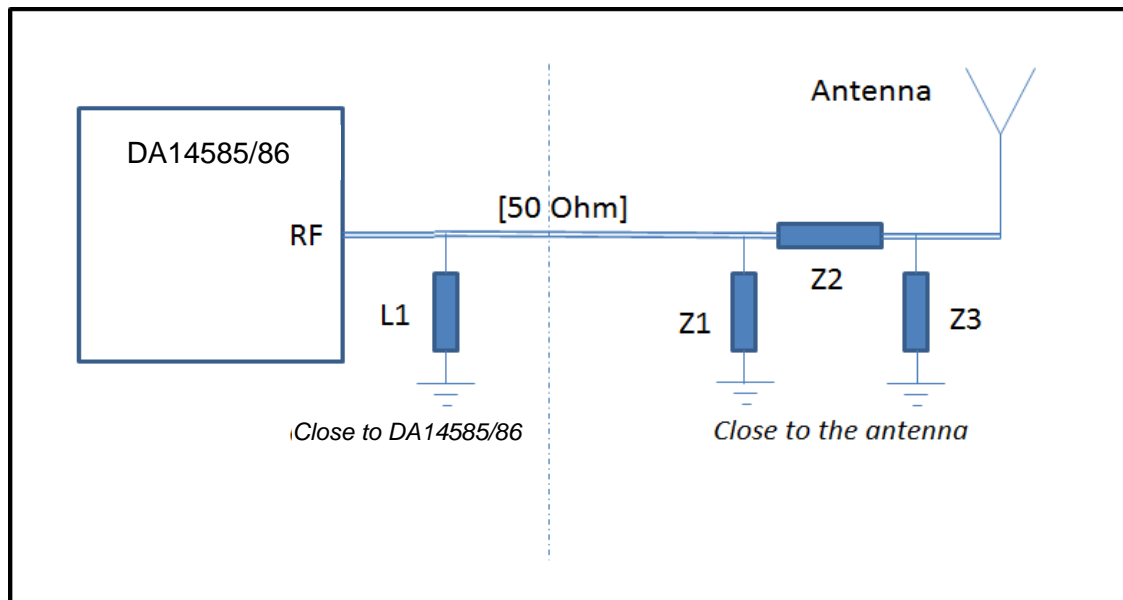 Antenna
DA14585/86
[50 Ohm]
RF
Z2
L1
Z1
Z3
(Close to DA14585/86
Close to the antenna